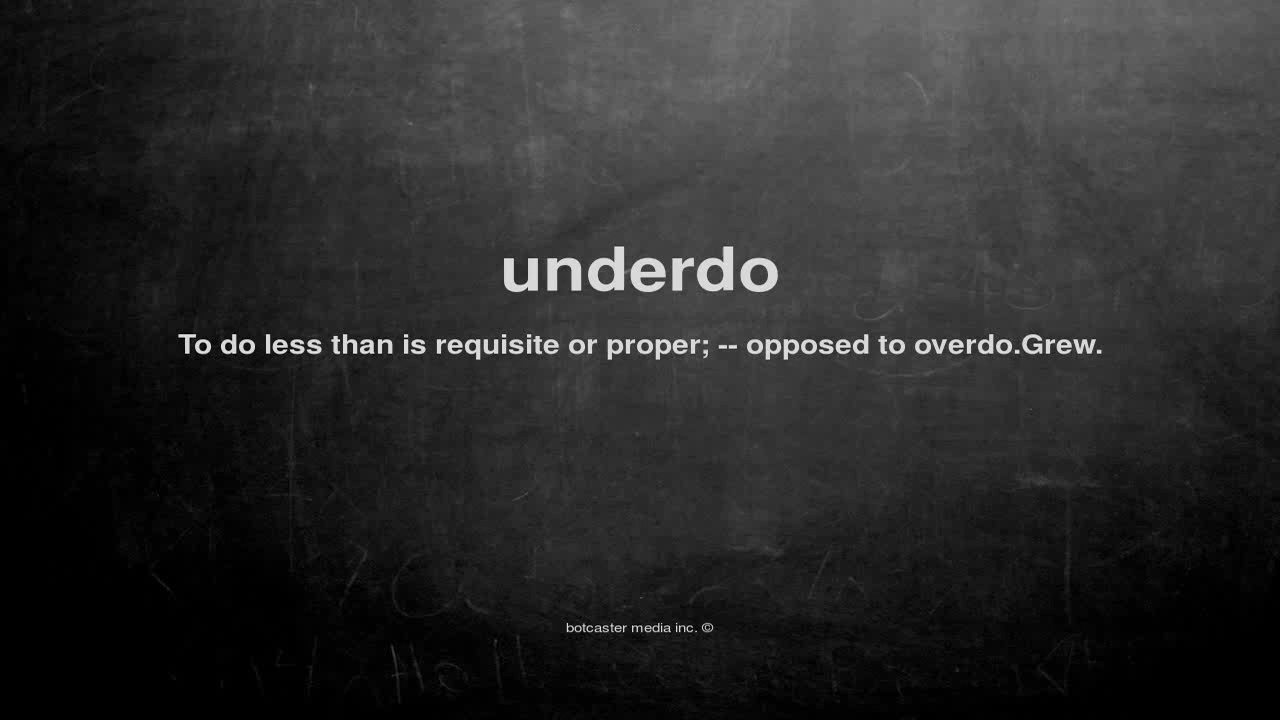 underdo
To do less than is requisite or proper; -- opposed to overdo.Grew.
botcaster media inc. ©